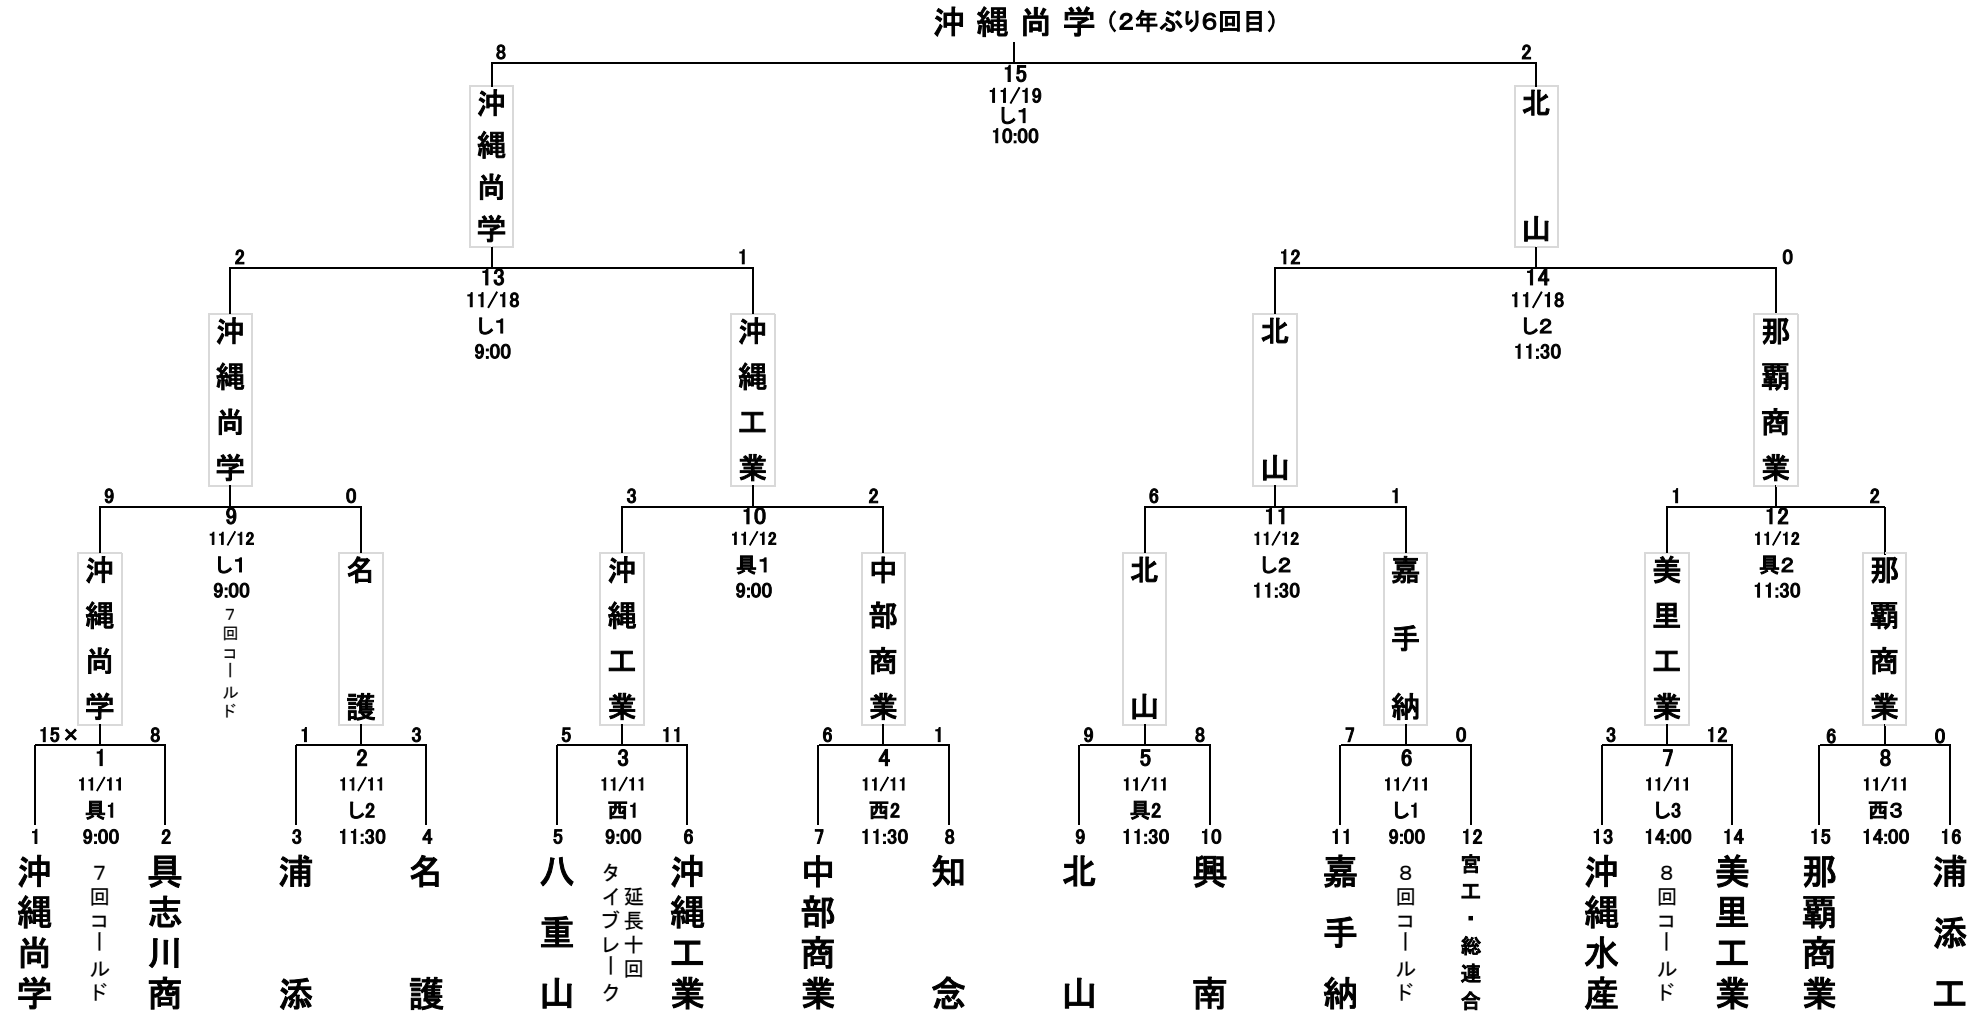 沖縄尚学（２年ぶり６回目）
8 2
15
11/19
し1
10:00
沖縄尚学 北山
2 1 12 0
13 14
11/18 11/18
し1 し2
9:00 11:30
沖縄尚学 沖縄工業 北山 那覇商業
9 0 3 2 6 1 1 2
9 10 11 12
11/12 11/12 11/12 11/12
し1 具1 し2 具2
9:00 9:00 11:30 11:30
7回コールド
沖縄尚学 名護 沖縄工業 中部商業 北山 嘉手納 美里工業 那覇商業
15× 8 1 3 5 11 6 1 9 8 7 0 3 12 6 0
1 2 3 4 5 6 7 8
11/11 11/11 11/11 11/11 11/11 11/11 11/11 11/11
具1 し2 西1 西2 具2 し1 し3 西３
9:00 11:30 9:00 11:30 11:30 9:00 14:00 14:00
1 2 3 4 5 6 7 8 9 10 11 12 13 14 15 16
沖縄尚学
7回コールド
具志川商
浦添
名護
八重山
延長十回
タイブレーク
沖縄工業
中部商業
知念
北山
興南
嘉手納
8回コールド
宮工・総連合
沖縄水産
8回コールド
美里工業
那覇商業
浦添工